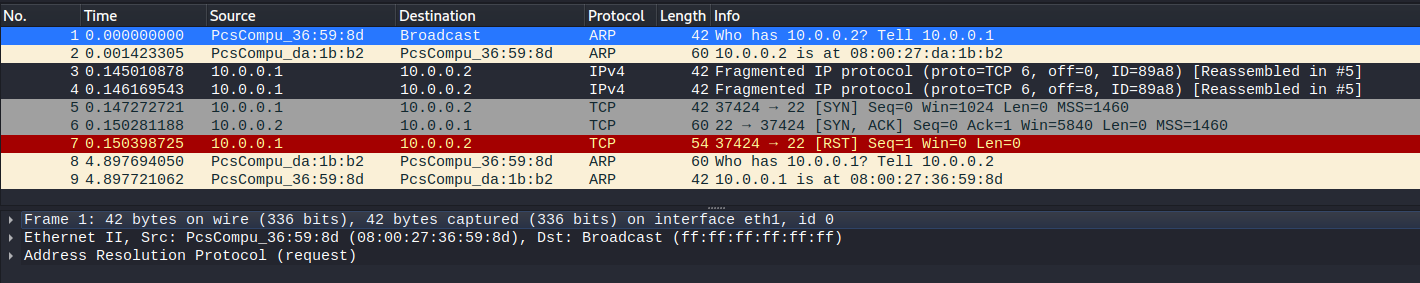 No. Time Source Destination Protocol Length Info
1 0.000000000 PcsCompu_36:59:8d Broadcast ARP 42 Who has 10.0.0.2? Tell 10.0.0.1
2 0.001423305 PcsCompu_da:1b:b2 PcsCompu_36:59:8d ARP 60 10.0.0.2 is at 08:00:27:da:1b:b2
3 0.145010878 10.0.0.1 10.0.0.2 IPv4 42 Fragmented IP protocol (proto=TCP 6, off=0, ID=89a8) [Reassembled in #5]
4 0.146169543 10.0.0.1 10.0.0.2 IPv4 42 Fragmented IP protocol (proto=TCP 6, off=8, ID=89a8) [Reassembled in #5]
5 0.147272721 10.0.0.1 10.0.0.2 TCP 42 37424 → 22 [SYN] Seq=0 Win=1024 Len=0 MSS=1460
6 0.150281188 10.0.0.2 10.0.0.1 TCP 60 22 → 37424 [SYN, ACK] Seq=0 Ack=1 Win=5840 Len=0 MSS=1460
7 0.150398725 10.0.0.1 10.0.0.2 TCP 54 37424 → 22 [RST] Seq=1 Win=0 Len=0
8 4.897694050 PcsCompu_da:1b:b2 PcsCompu_36:59:8d ARP 60 Who has 10.0.0.1? Tell 10.0.0.2
9 4.897721062 PcsCompu_36:59:8d PcsCompu_da:1b:b2 ARP 42 10.0.0.1 is at 08:00:27:36:59:8d
Frame 1: 42 bytes on wire (336 bits), 42 bytes captured (336 bits) on interface eth1, id 0
Ethernet II, Src: PcsCompu_36:59:8d (08:00:27:36:59:8d), Dst: Broadcast (ff:ff:ff:ff:ff:ff)
Address Resolution Protocol (request)